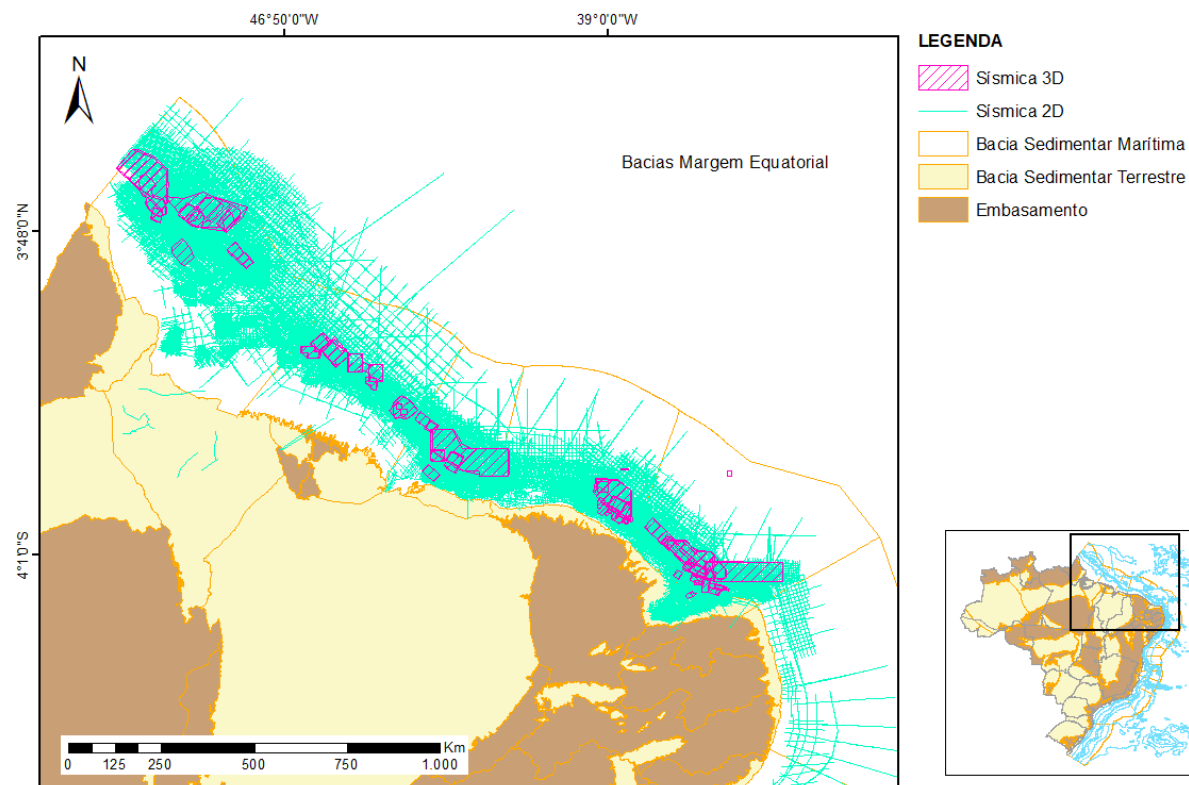 46°50'0"W
39°0'0"W
N
3°48'0"N
4°1'0"S
Bacias Margem Equatorial
Km
0 125 250 500 750 1.000
LEGENDA
Sísmica 3D
Sísmica 2D
Bacia Sedimentar Marítima
Bacia Sedimentar Terrestre
Embasamento